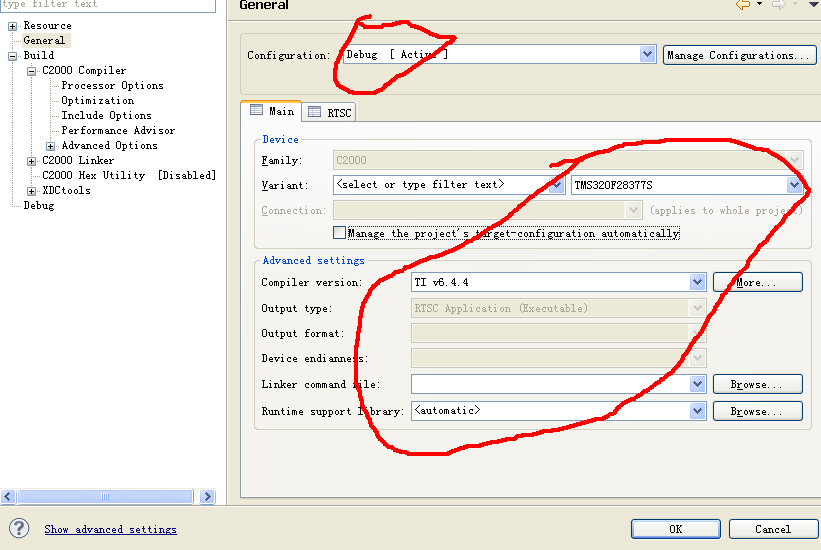 type filter text
General
Resource
General
Build
C2000 Compiler
Processor Options
Optimization
Include Options
Performance Advisor
Advanced Options
C2000 Linker
C2000 Hex Utility [Disabled]
XDCtools
Debug
Configuration: Debug [ Active ] Manage Configurations...
Main RTSC
Device
Family: C2000
Variant: <select or type filter text> TMS320F28377S
Connection: (applies to whole project)
Manage the project's target-configuration automatically
Advanced settings
Compiler version: TI v6.4.4 More...
Output type: RTSC Application (Executable)
Output format:
Device endianness:
Linker command file: Browse...
Runtime support library: <automatic> Browse...
? Show advanced settings OK Cancel